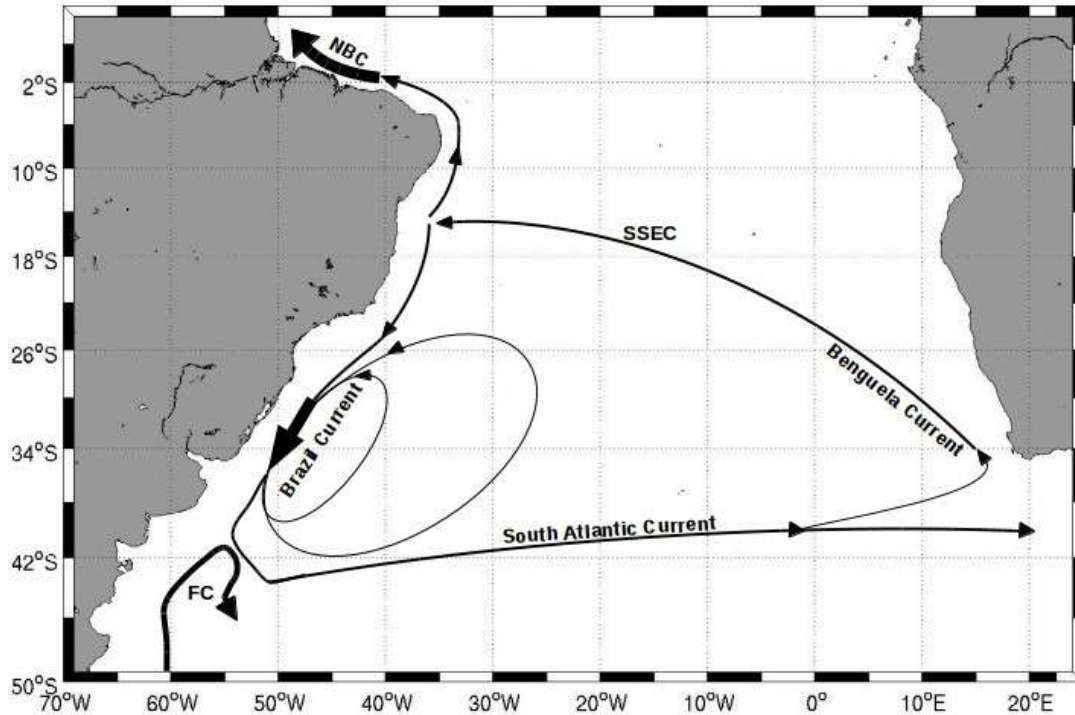 NBC
2°S
10°S
SSEC
18°S
26°S
Benguela Current
34°S
Brazil Current
South Atlantic Current
42°S
FC
50°S
70°W 60°W 50°W 40°W 30°W 20°W 10°W 0° 10°E 20°E